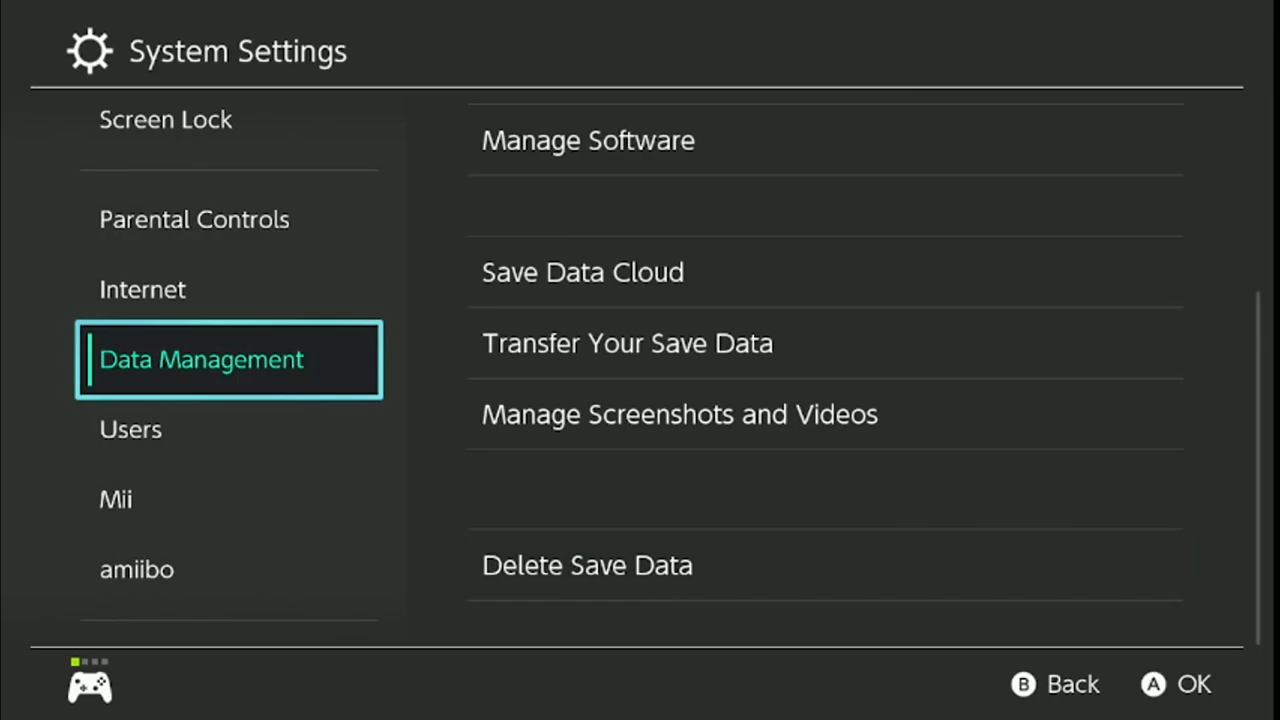 System Settings
Screen Lock
Parental Controls
Internet
Data Management
Users
Mii
amiibo
Manage Software
Save Data Cloud
Transfer Your Save Data
Manage Screenshots and Videos
Delete Save Data
B Back
A OK